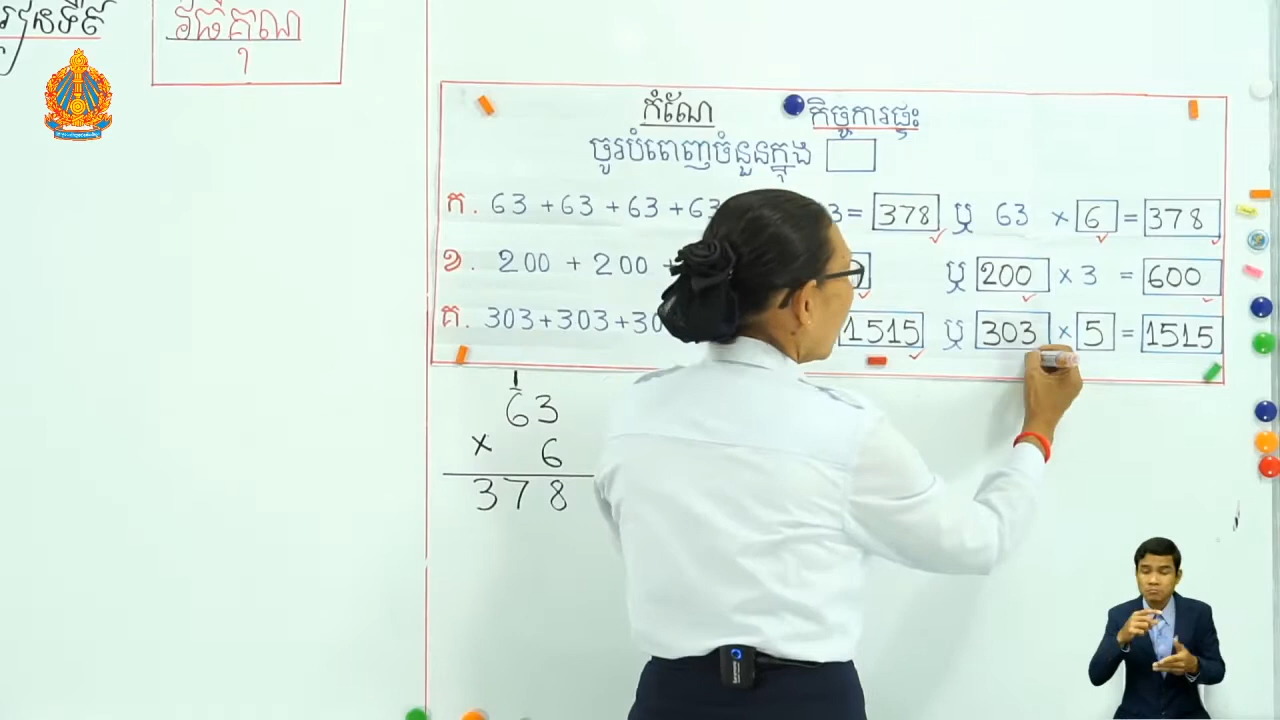 វិធីគុណ
កំណែ កិច្ចការផ្ទះ
ចូរបំពេញចំនួនក្នុង
ក. 63 + 63 + 63 + 63 3 = 378 ឬ 63 × 6 = 378
ខ. 200 + 200 + ឬ 200 × 3 = 600
គ. 303 + 303 + 30 1515 ឬ 303 × 5 = 1515
1
63
× 6
378